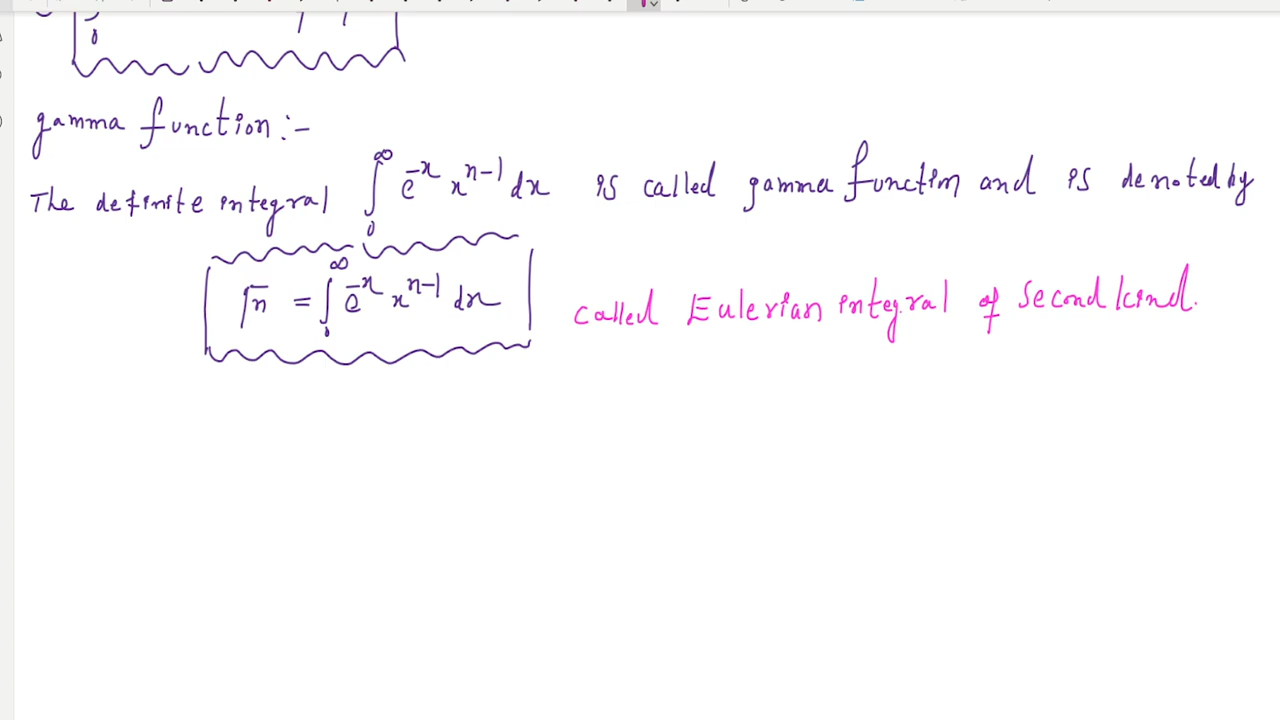 0
gamma function :-
The definite integral ∫₀^∞ e^-x x^n-1 dx is called gamma function and is denoted by
Γn = ∫₀^∞ e^-x x^n-1 dx called Eulerian integral of second kind.